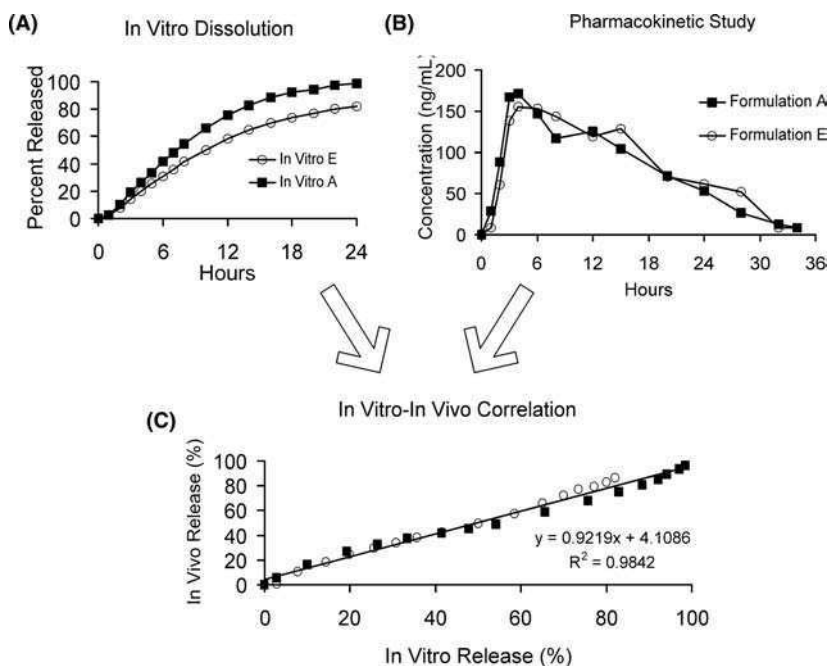 (A)
In Vitro Dissolution
Percent Released
100
80
60
40
20
0
In Vitro E
In Vitro A
0 6 12 18 24
Hours
(B)
Pharmacokinetic Study
Concentration (ng/mL)
200
150
100
50
0
Formulation A
Formulation E
0 6 12 18 24 30 36
Hours
In Vitro-In Vivo Correlation
(C)
In Vivo Release (%)
100
80
60
40
20
0
y = 0.9219x + 4.1086
R² = 0.9842
0 20 40 60 80 100
In Vitro Release (%)